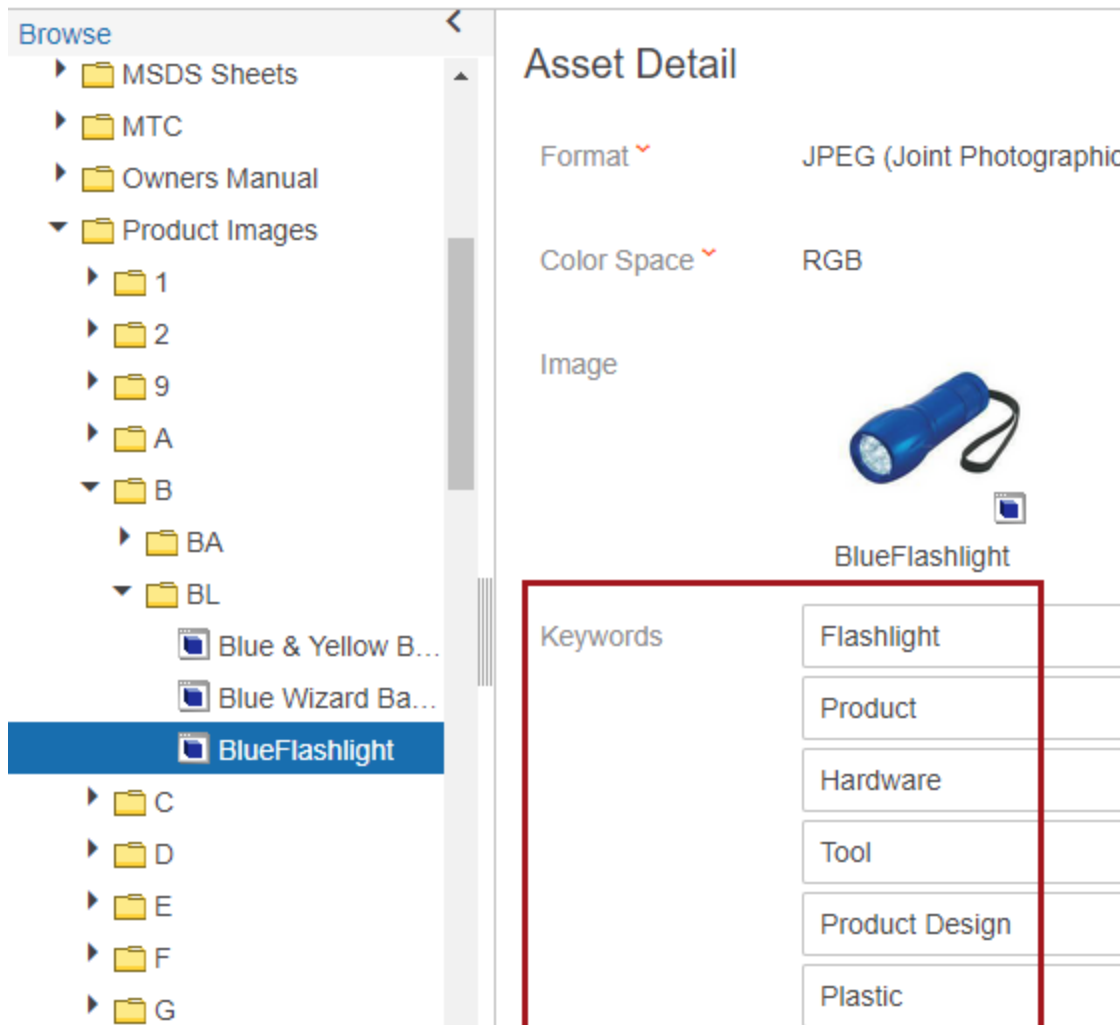 Browse
MSDS Sheets
MTC
Owners Manual
Product Images
1
2
9
A
B
BA
BL
Blue & Yellow B...
Blue Wizard Ba...
BlueFlashlight
C
D
E
F
G
Asset Detail
Format
JPEG (Joint Photographic
Color Space
RGB
Image
BlueFlashlight
Keywords
Flashlight
Product
Hardware
Tool
Product Design
Plastic